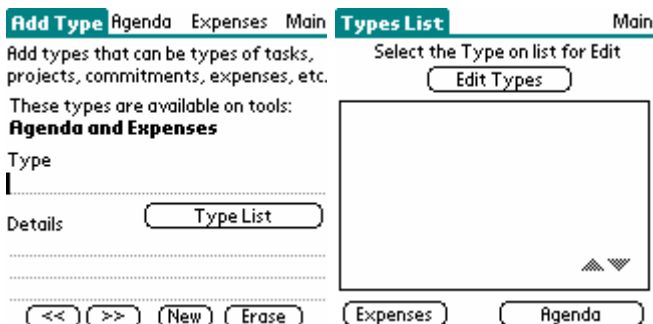 Add Type Agenda Expenses Main
Add types that can be types of tasks,
projects, commitments, expenses, etc.
These types are available on tools:
Agenda and Expenses
Type
Type List
Details
<< >> New Erase
Types List Main
Select the Type on list for Edit
Edit Types
Expenses Agenda